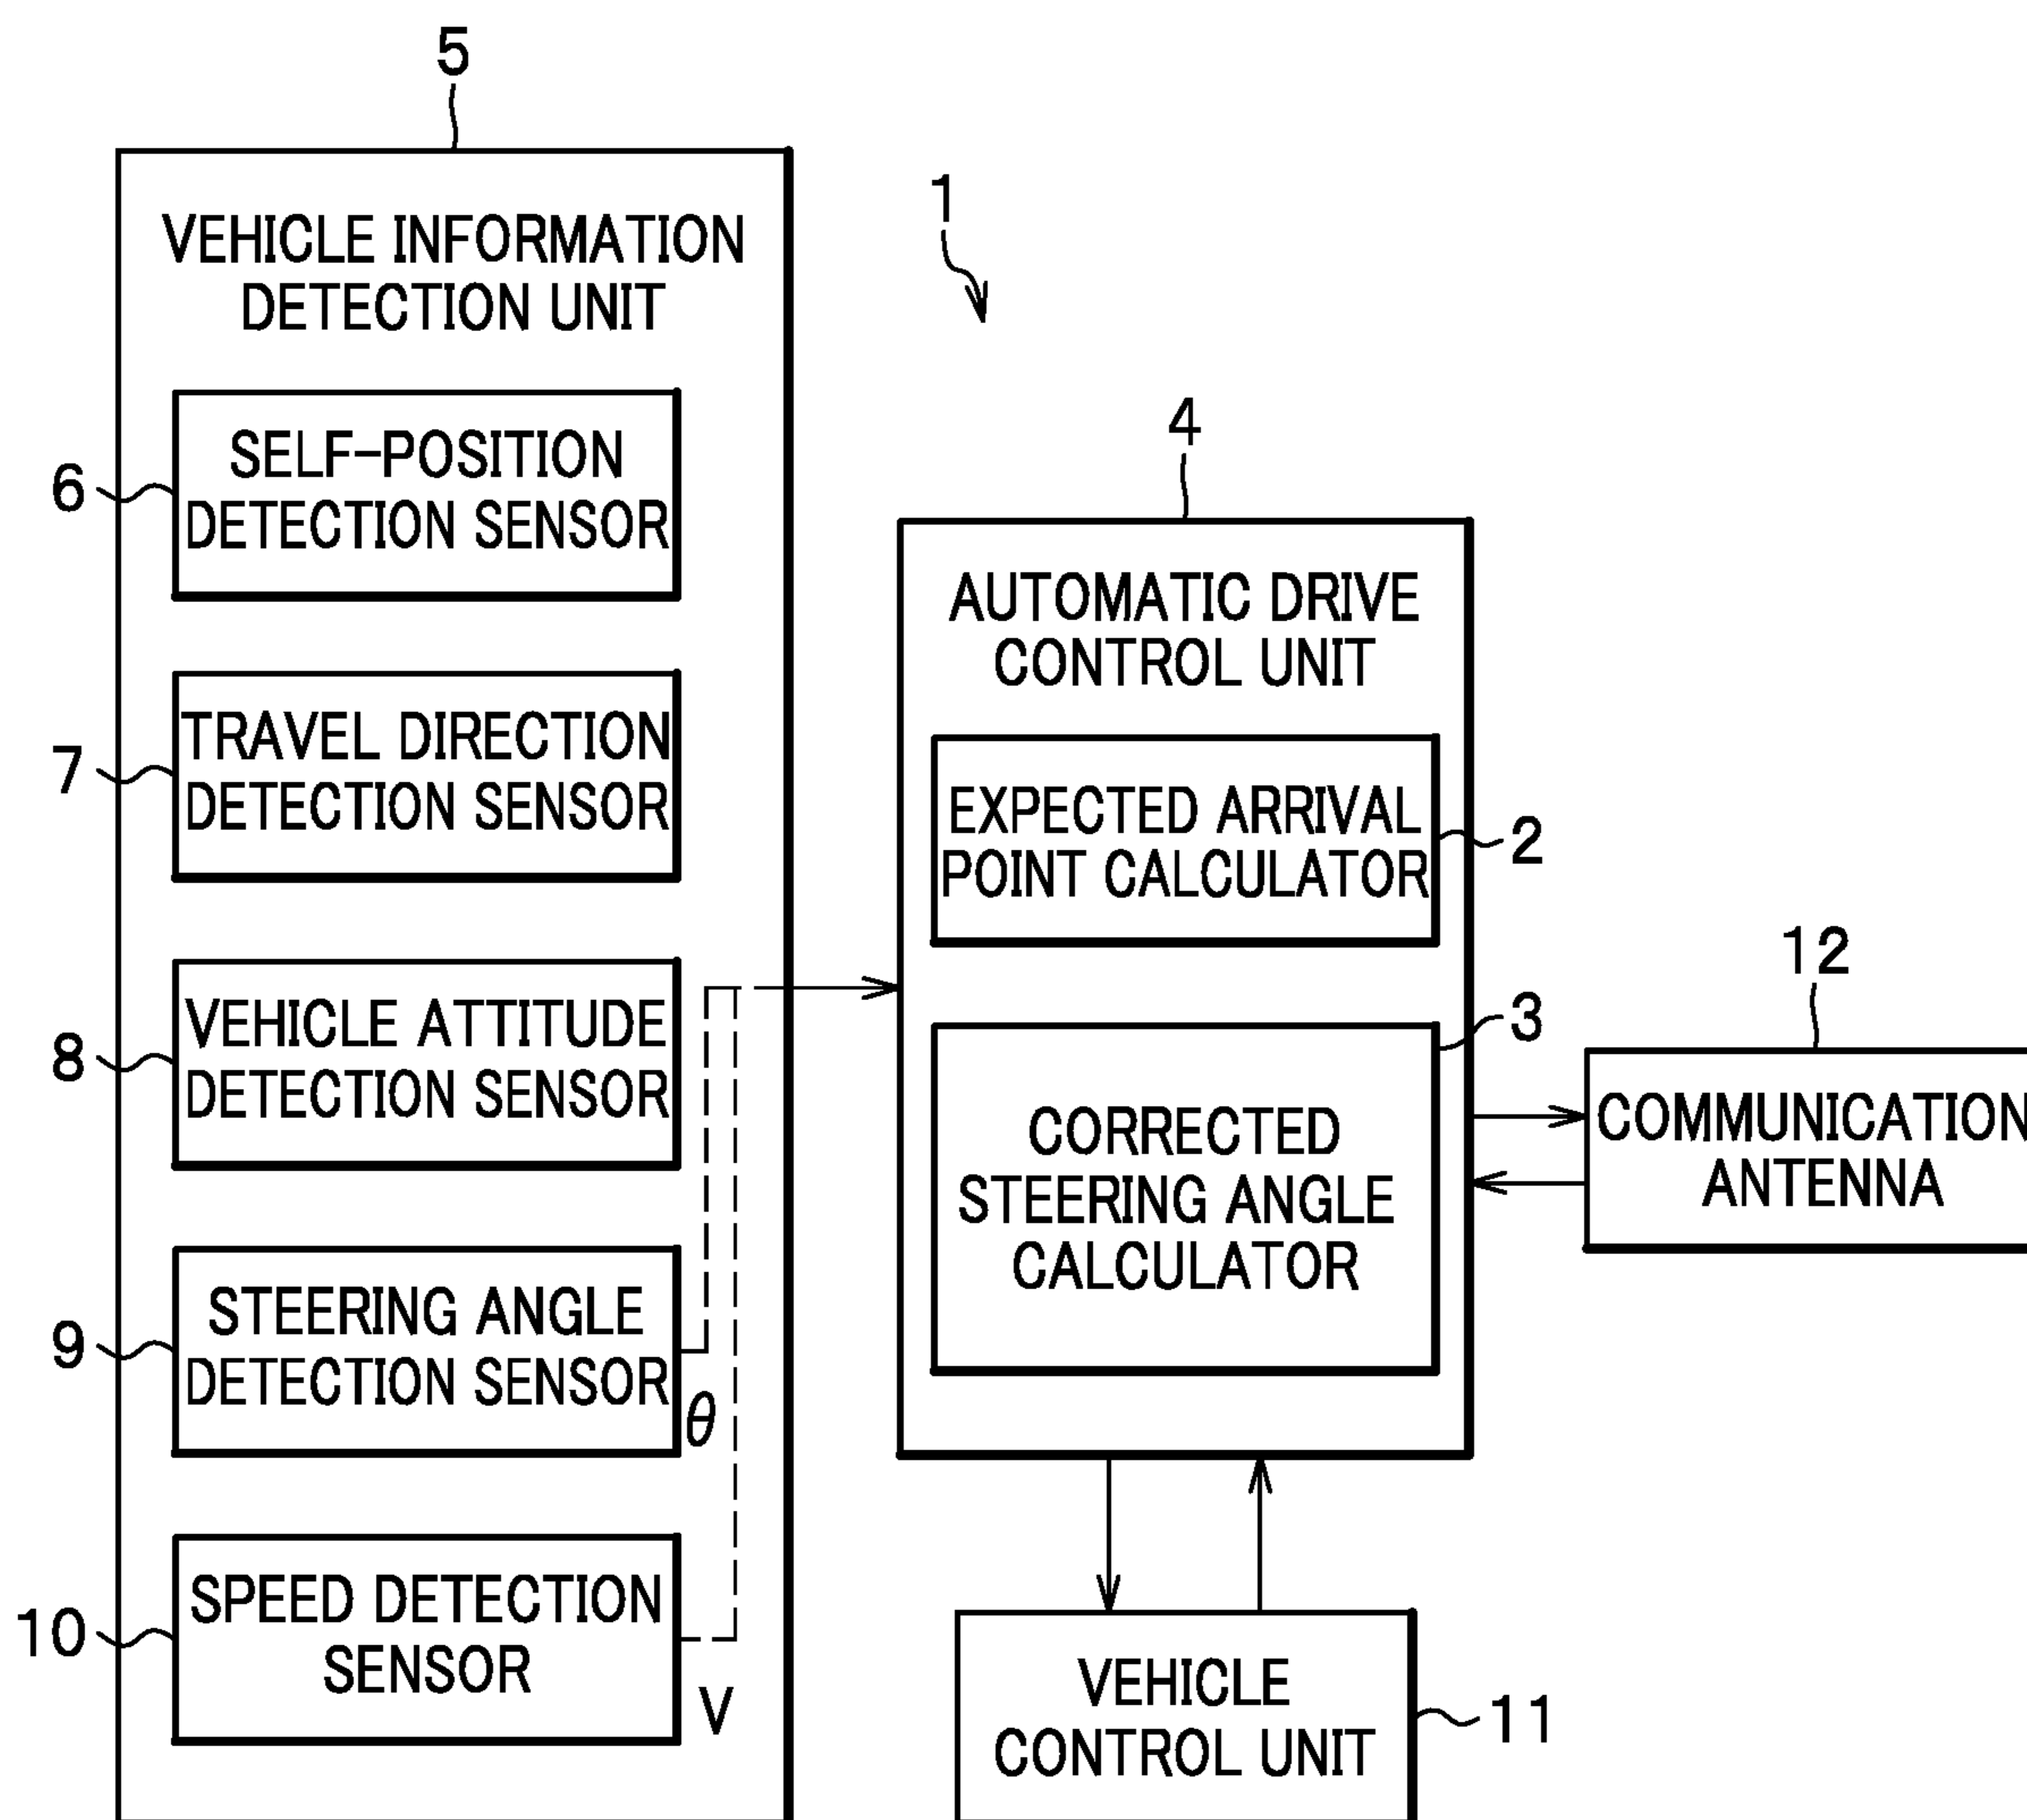 5
VEHICLE INFORMATION
DETECTION UNIT
6
SELF-POSITION
DETECTION SENSOR
7
TRAVEL DIRECTION
DETECTION SENSOR
8
VEHICLE ATTITUDE
DETECTION SENSOR
9
STEERING ANGLE
DETECTION SENSOR
θ
10
SPEED DETECTION
SENSOR
V
1
4
AUTOMATIC DRIVE
CONTROL UNIT
EXPECTED ARRIVAL
POINT CALCULATOR
2
3
CORRECTED
STEERING ANGLE
CALCULATOR
12
COMMUNICATION
ANTENNA
VEHICLE
CONTROL UNIT
11